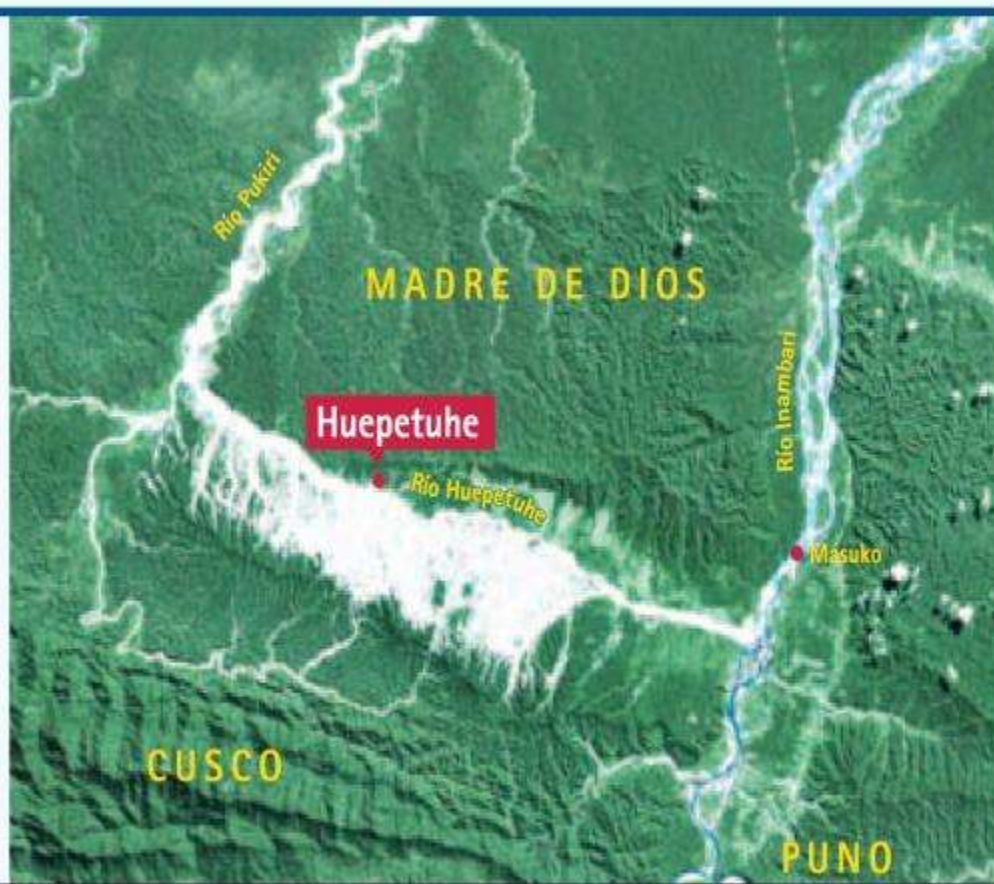 Río Pukiri
MADRE DE DIOS
Río Inambari
Huepetuhe
Río Huepetuhe
Masuko
CUSCO
PUNO